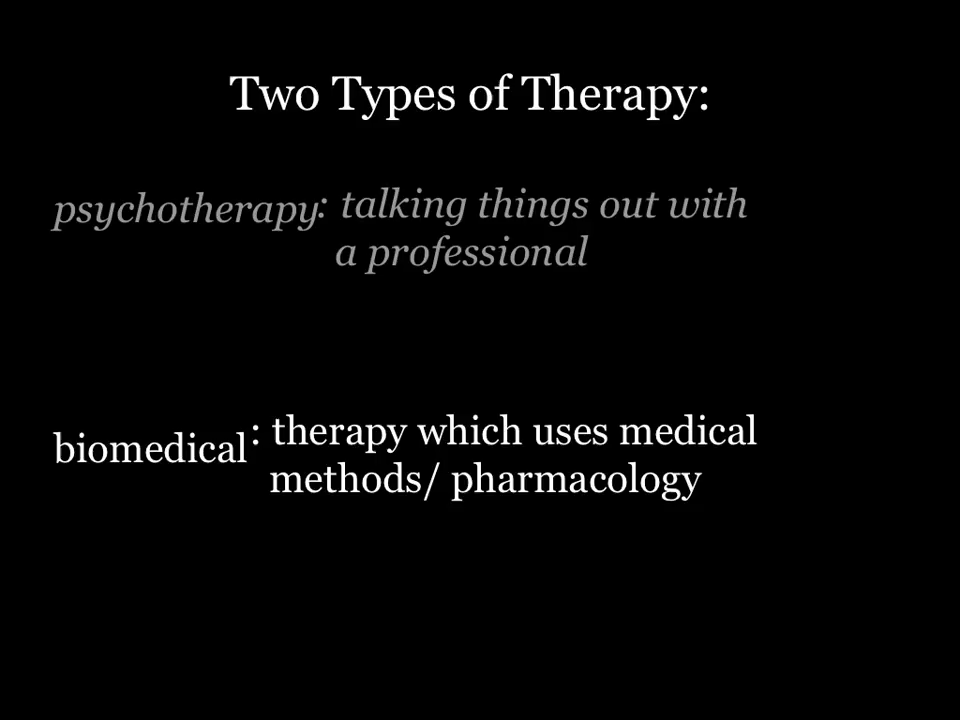 Two Types of Therapy:
psychotherapy: talking things out with
a professional
biomedical: therapy which uses medical
methods/ pharmacology